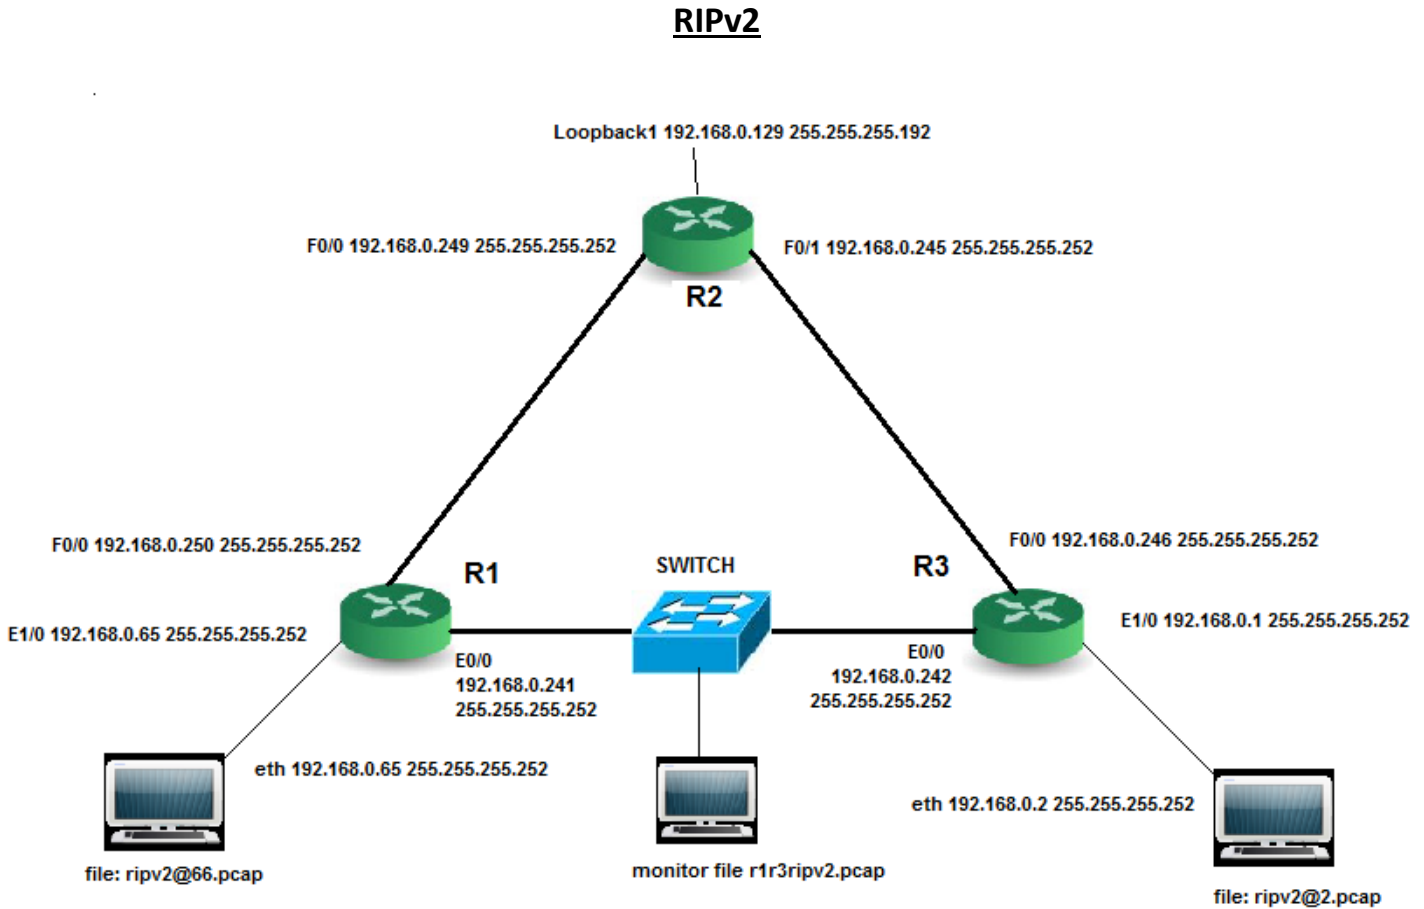 RIPv2
Loopback1 192.168.0.129 255.255.255.192
F0/0 192.168.0.249 255.255.255.252
F0/1 192.168.0.245 255.255.255.252
R2
F0/0 192.168.0.250 255.255.255.252
F0/0 192.168.0.246 255.255.255.252
R1
SWITCH
R3
E1/0 192.168.0.65 255.255.255.252
E1/0 192.168.0.1 255.255.255.252
E0/0
192.168.0.241
255.255.255.252
E0/0
192.168.0.242
255.255.255.252
eth 192.168.0.65 255.255.255.252
eth 192.168.0.2 255.255.255.252
file: ripv2@66.pcap
monitor file r1r3ripv2.pcap
file: ripv2@2.pcap